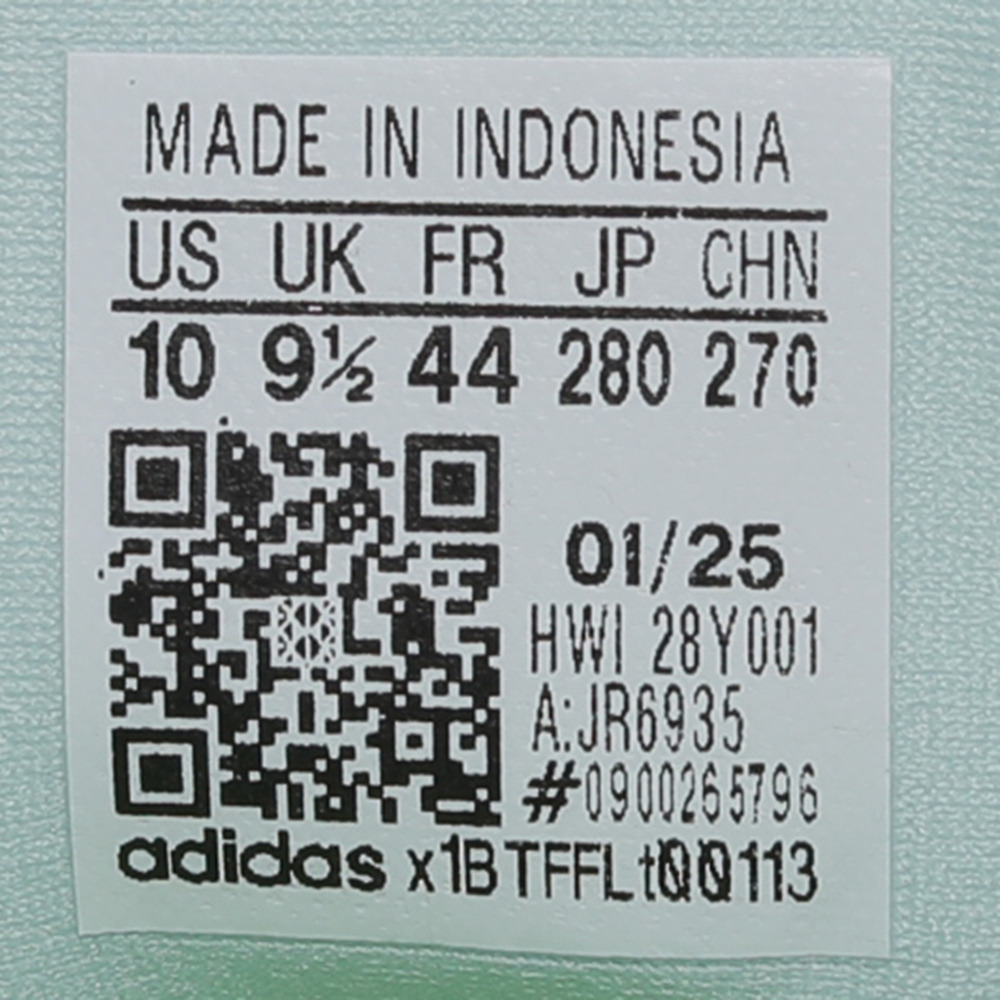 MADE IN INDONESIA
US UK FR JP CHN
10 9½ 44 280 270
01/25
HWI 28Y001
A:JR6935
#0900265796
adidas